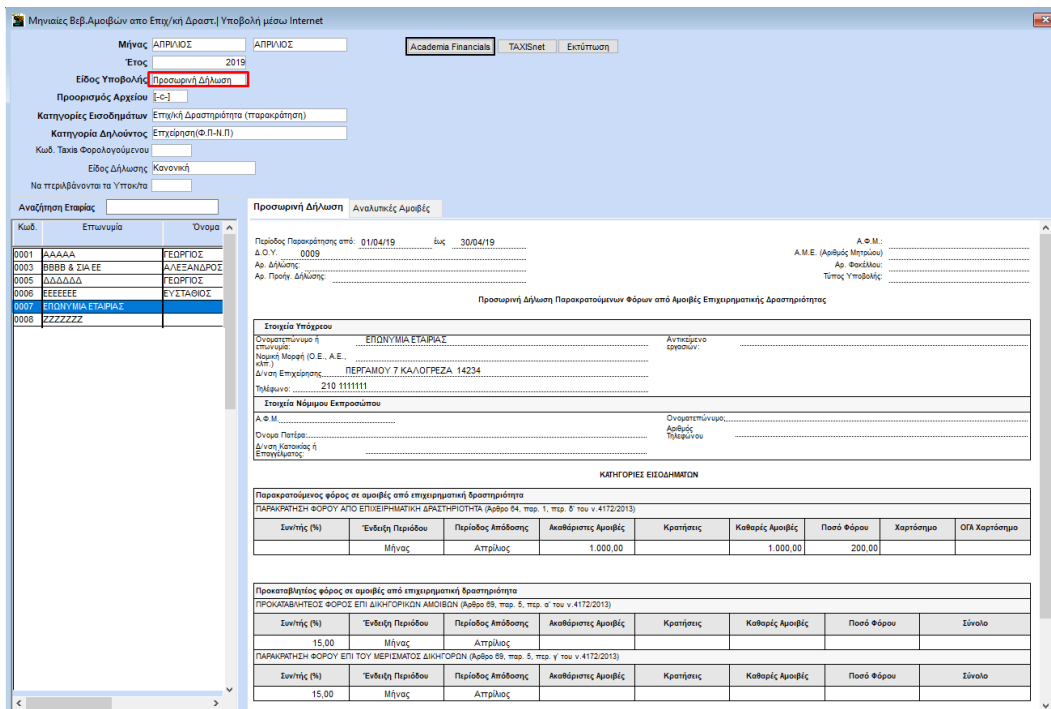 Μηνιαίες Βεβ.Αμοιβών απο Επιχ/κή Δραστ.| Υποβολή μέσω Internet
Μήνας ΑΠΡΙΛΙΟΣ ΑΠΡΙΛΙΟΣ Academia Financials TAXISnet Εκτύπωση
Έτος 2019
Είδος Υποβολής Προσωρινή Δήλωση
Προορισμός Αρχείου [-c-]
Κατηγορίες Εισοδημάτων Επιχ/κή Δραστηριότητα (παρακράτηση)
Κατηγορία Δηλούντος Επιχείρηση(Φ.Π-Ν.Π)
Κωδ. Taxis Φορολογούμενου
Είδος Δήλωσης Κανονική
Να περιλβάνονται τα Υποκ/τα
Αναζήτηση Εταιρίας
Κωδ. Επωνυμία Όνομα
0001 ΑΑΑΑΑ ΓΕΩΡΓΙΟΣ
0003 ΒΒΒΒ & ΣΙΑ ΕΕ ΑΛΕΞΑΝΔΡΟΣ
0005 ΔΔΔΔΔΔ ΓΕΩΡΓΙΟΣ
0006 ΕΕΕΕΕΕΕ ΕΥΣΤΑΘΙΟΣ
0007 ΕΠΩΝΥΜΙΑ ΕΤΑΙΡΙΑΣ
0008 ΖΖΖΖΖΖΖ
Προσωρινή Δήλωση Αναλυτικές Αμοιβές
Περίοδος Παρακράτησης από: 01/04/19 έως 30/04/19 Α.Φ.Μ.:
Δ.Ο.Υ. 0009 Α.Μ.Ε. (Αριθμός Μητρώου)
Αρ. Δήλωσης: Αρ. Φακέλλου:
Αρ. Προήγ. Δήλωσης: Τύπος Υποβολής:
Προσωρινή Δήλωση Παρακρατούμενων Φόρων από Αμοιβές Επιχειρηματικής Δραστηριότητας
Στοιχεία Υπόχρεου
Ονοματεπώνυμο ή επωνυμία: ΕΠΩΝΥΜΙΑ ΕΤΑΙΡΙΑΣ Αντικείμενο εργασιών:
Νομική Μορφή (Ο.Ε., Α.Ε., κλπ.)
Δ/νση Επιχείρησης ΠΕΡΓΑΜΟΥ 7 ΚΑΛΟΓΡΕΖΑ 14234
Τηλέφωνο: 210 1111111
Στοιχεία Νόμιμου Εκπροσώπου
Α.Φ.Μ. Ονοματεπώνυμο:
Όνομα Πατέρα: Αριθμός Τηλεφώνου
Δ/νση Κατοικίας ή Επαγγέλματος:
ΚΑΤΗΓΟΡΙΕΣ ΕΙΣΟΔΗΜΑΤΩΝ
Παρακρατούμενος φόρος σε αμοιβές από επιχειρηματική δραστηριότητα
ΠΑΡΑΚΡΑΤΗΣΗ ΦΟΡΟΥ ΑΠΟ ΕΠΙΧΕΙΡΗΜΑΤΙΚΗ ΔΡΑΣΤΗΡΙΟΤΗΤΑ (Άρθρο 64, παρ. 1, περ. δ' του ν.4172/2013)
Συν/τής (%) Ένδειξη Περιόδου Περίοδος Απόδοσης Ακαθάριστες Αμοιβές Κρατήσεις Καθαρές Αμοιβές Ποσό Φόρου Χαρτόσημο ΟΓΑ Χαρτόσημο
Μήνας Απρίλιος 1.000,00 1.000,00 200,00
Προκαταβλητέος φόρος σε αμοιβές από επιχειρηματική δραστηριότητα
ΠΡΟΚΑΤΑΒΛΗΤΕΟΣ ΦΟΡΟΣ ΕΠΙ ΔΙΚΗΓΟΡΙΚΩΝ ΑΜΟΙΒΩΝ (Άρθρο 69, παρ. 5, περ. α' του ν.4172/2013)
Συν/τής (%) Ένδειξη Περιόδου Περίοδος Απόδοσης Ακαθάριστες Αμοιβές Κρατήσεις Καθαρές Αμοιβές Ποσό Φόρου Σύνολο
15,00 Μήνας Απρίλιος
ΠΑΡΑΚΡΑΤΗΣΗ ΦΟΡΟΥ ΕΠΙ ΤΟΥ ΜΕΡΙΣΜΑΤΟΣ ΔΙΚΗΓΟΡΩΝ (Άρθρο 69, παρ. 5, περ. γ' του ν.4172/2013)
Συν/τής (%) Ένδειξη Περιόδου Περίοδος Απόδοσης Ακαθάριστες Αμοιβές Κρατήσεις Καθαρές Αμοιβές Ποσό Φόρου Σύνολο
15,00 Μήνας Απρίλιος